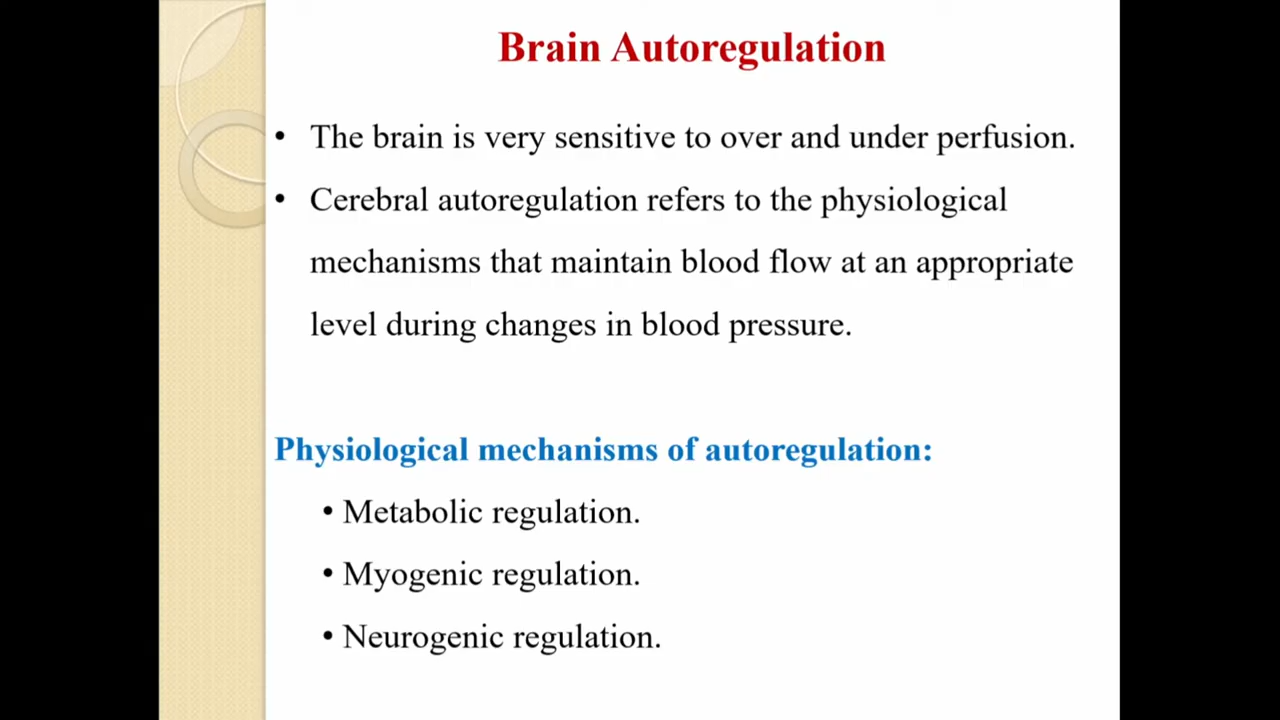 Brain Autoregulation
• The brain is very sensitive to over and under perfusion.
• Cerebral autoregulation refers to the physiological
mechanisms that maintain blood flow at an appropriate
level during changes in blood pressure.
Physiological mechanisms of autoregulation:
• Metabolic regulation.
• Myogenic regulation.
• Neurogenic regulation.